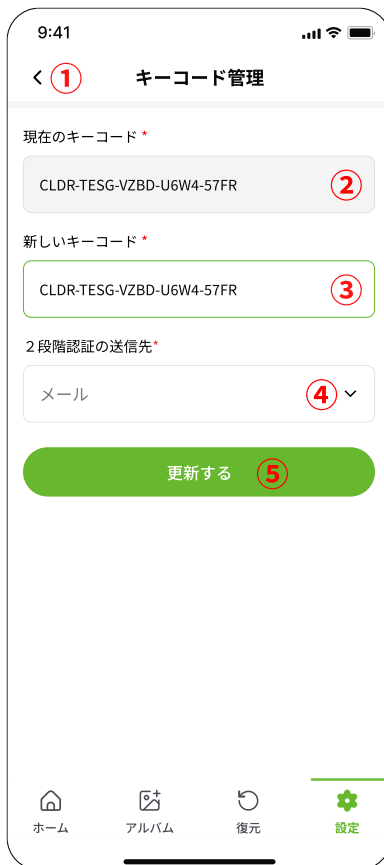 9:41
① キーコード管理
現在のキーコード *
CLDR-TESG-VZBD-U6W4-57FR ②
新しいキーコード *
CLDR-TESG-VZBD-U6W4-57FR ③
２段階認証の送信先*
メール ④
更新する ⑤
ホーム アルバム 復元 設定